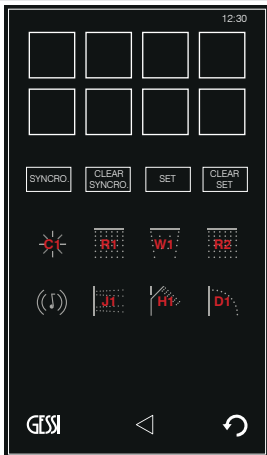 12:30
SYNCRO.
CLEAR
SYNCRO.
SET
CLEAR
SET
C1
R1
W1
R2
J1
H1
D1
GESSI